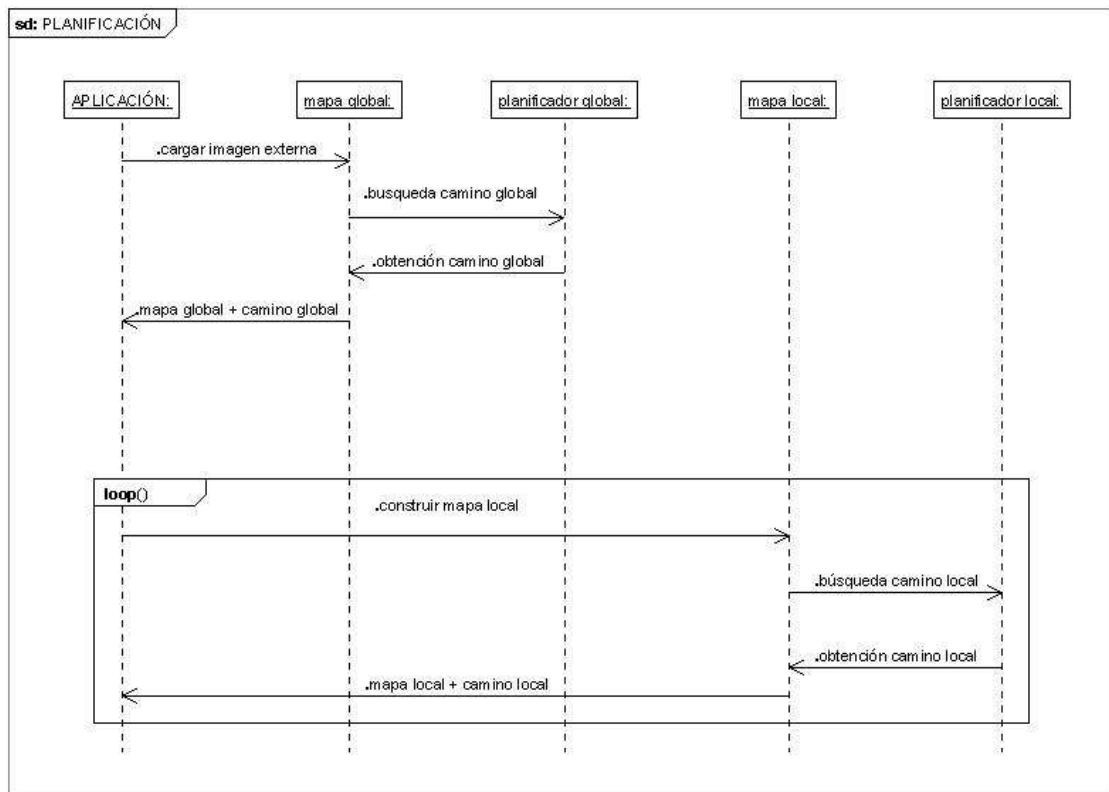 sd: PLANIFICACIÓN
APLICACIÓN:
mapa global:
planificador global:
mapa local:
planificador local:
.cargar imagen externa
.busqueda camino global
.obtención camino global
.mapa global + camino global
loop()
.construir mapa local
.búsqueda camino local
.obtención camino local
.mapa local + camino local